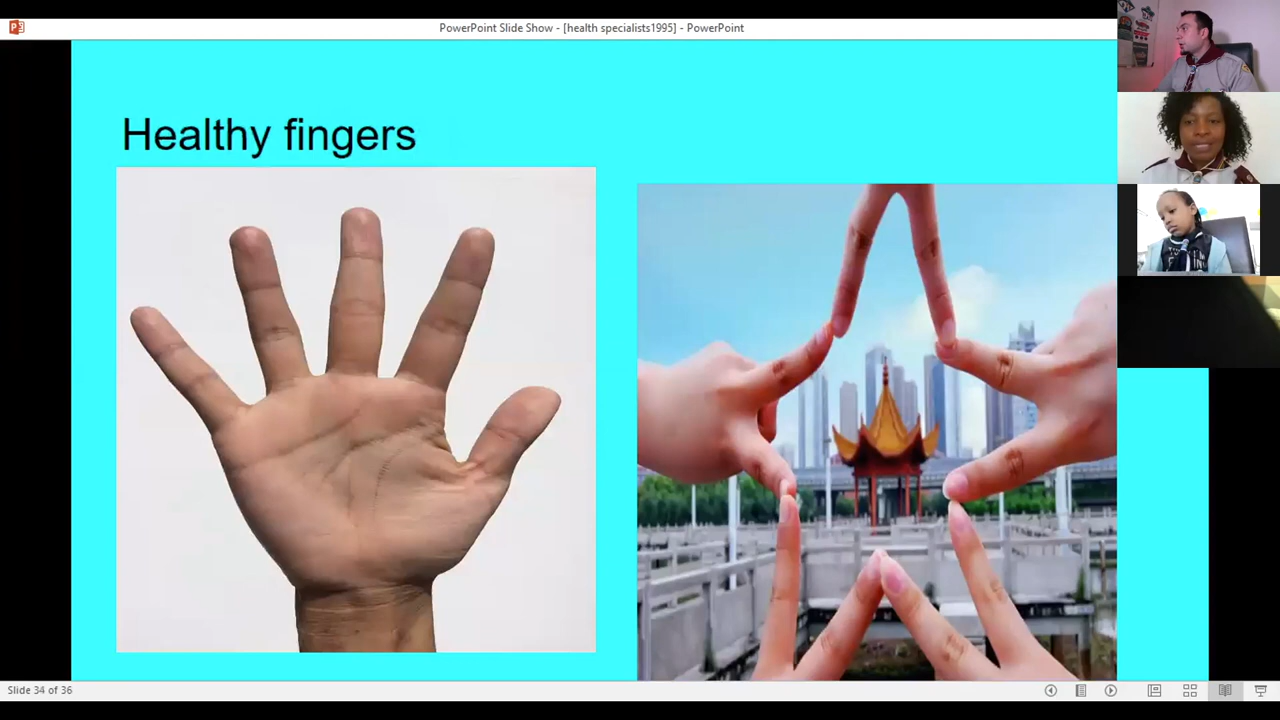 PowerPoint Slide Show - [health specialists1995] - PowerPoint
Healthy fingers
Slide 34 of 36